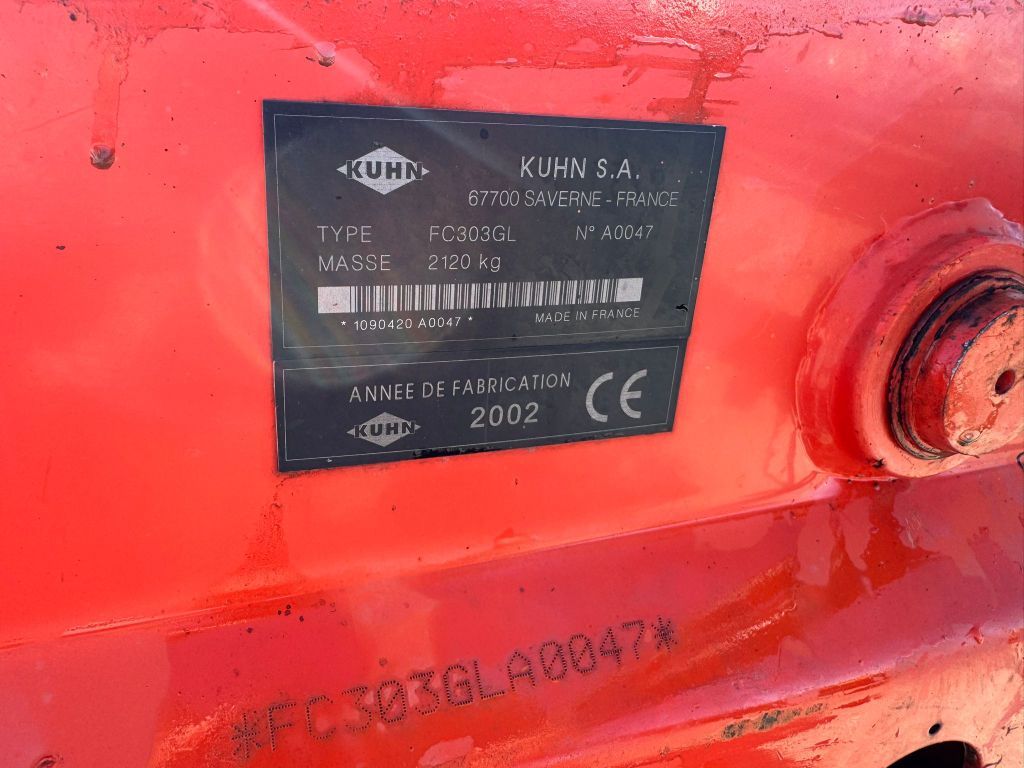 KUHN
KUHN S.A.
67700 SAVERNE - FRANCE
TYPE FC303GL N° A0047
MASSE 2120 kg
* 1090420 A0047 *
MADE IN FRANCE
ANNEE DE FABRICATION
KUHN
2002
CE
*FC303GLA0047*